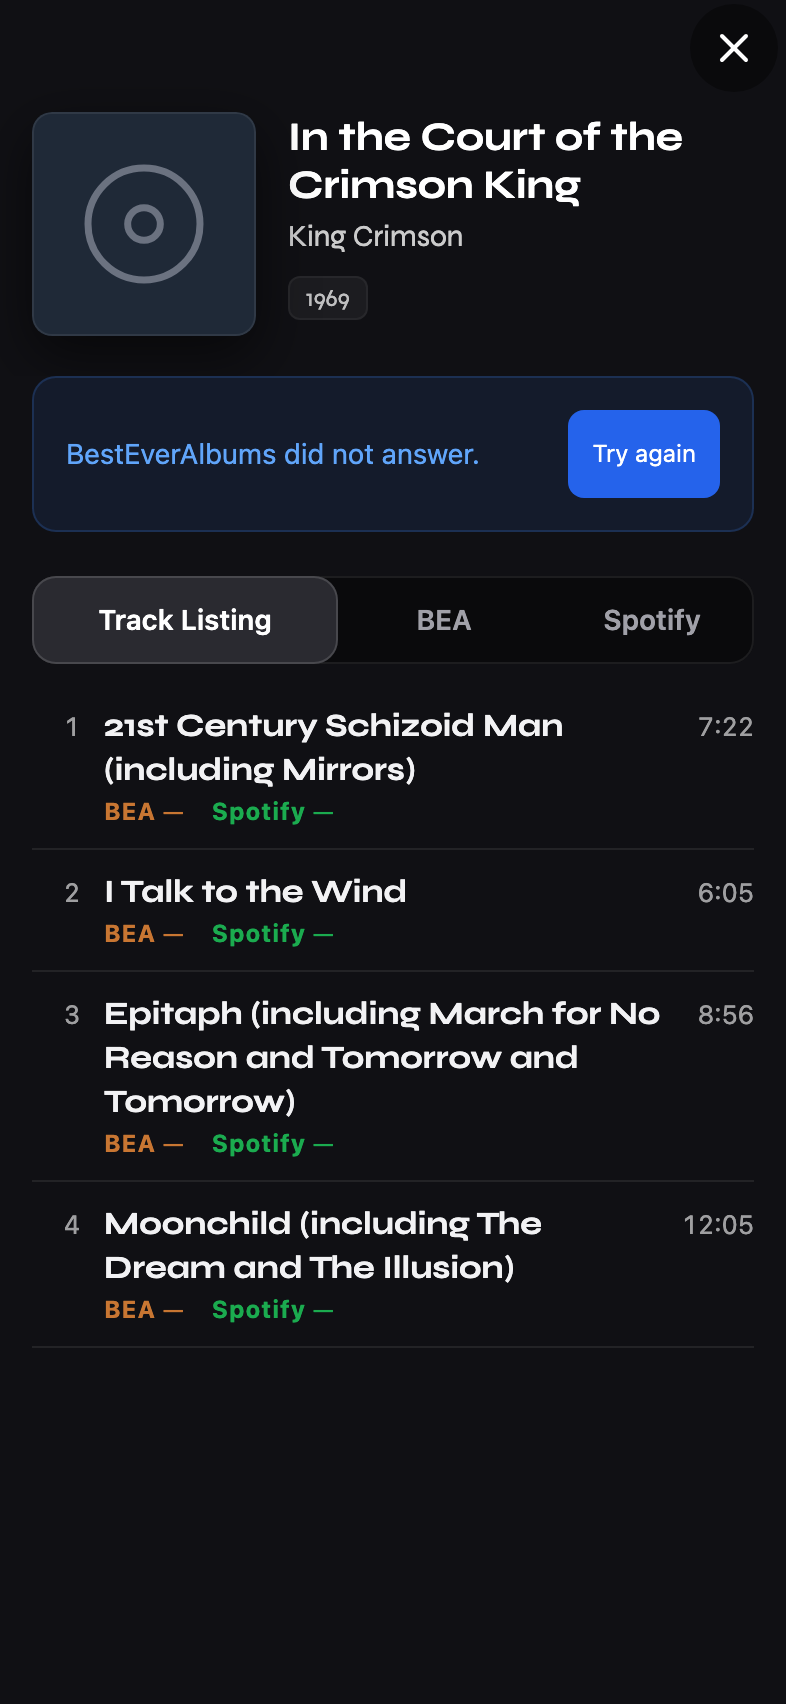 In the Court of the
Crimson King
King Crimson
1969
BestEverAlbums did not answer.
Try again
Track Listing
BEA
Spotify
1 21st Century Schizoid Man 7:22
(including Mirrors)
BEA — Spotify —
2 I Talk to the Wind 6:05
BEA — Spotify —
3 Epitaph (including March for No 8:56
Reason and Tomorrow and
Tomorrow)
BEA — Spotify —
4 Moonchild (including The 12:05
Dream and The Illusion)
BEA — Spotify —